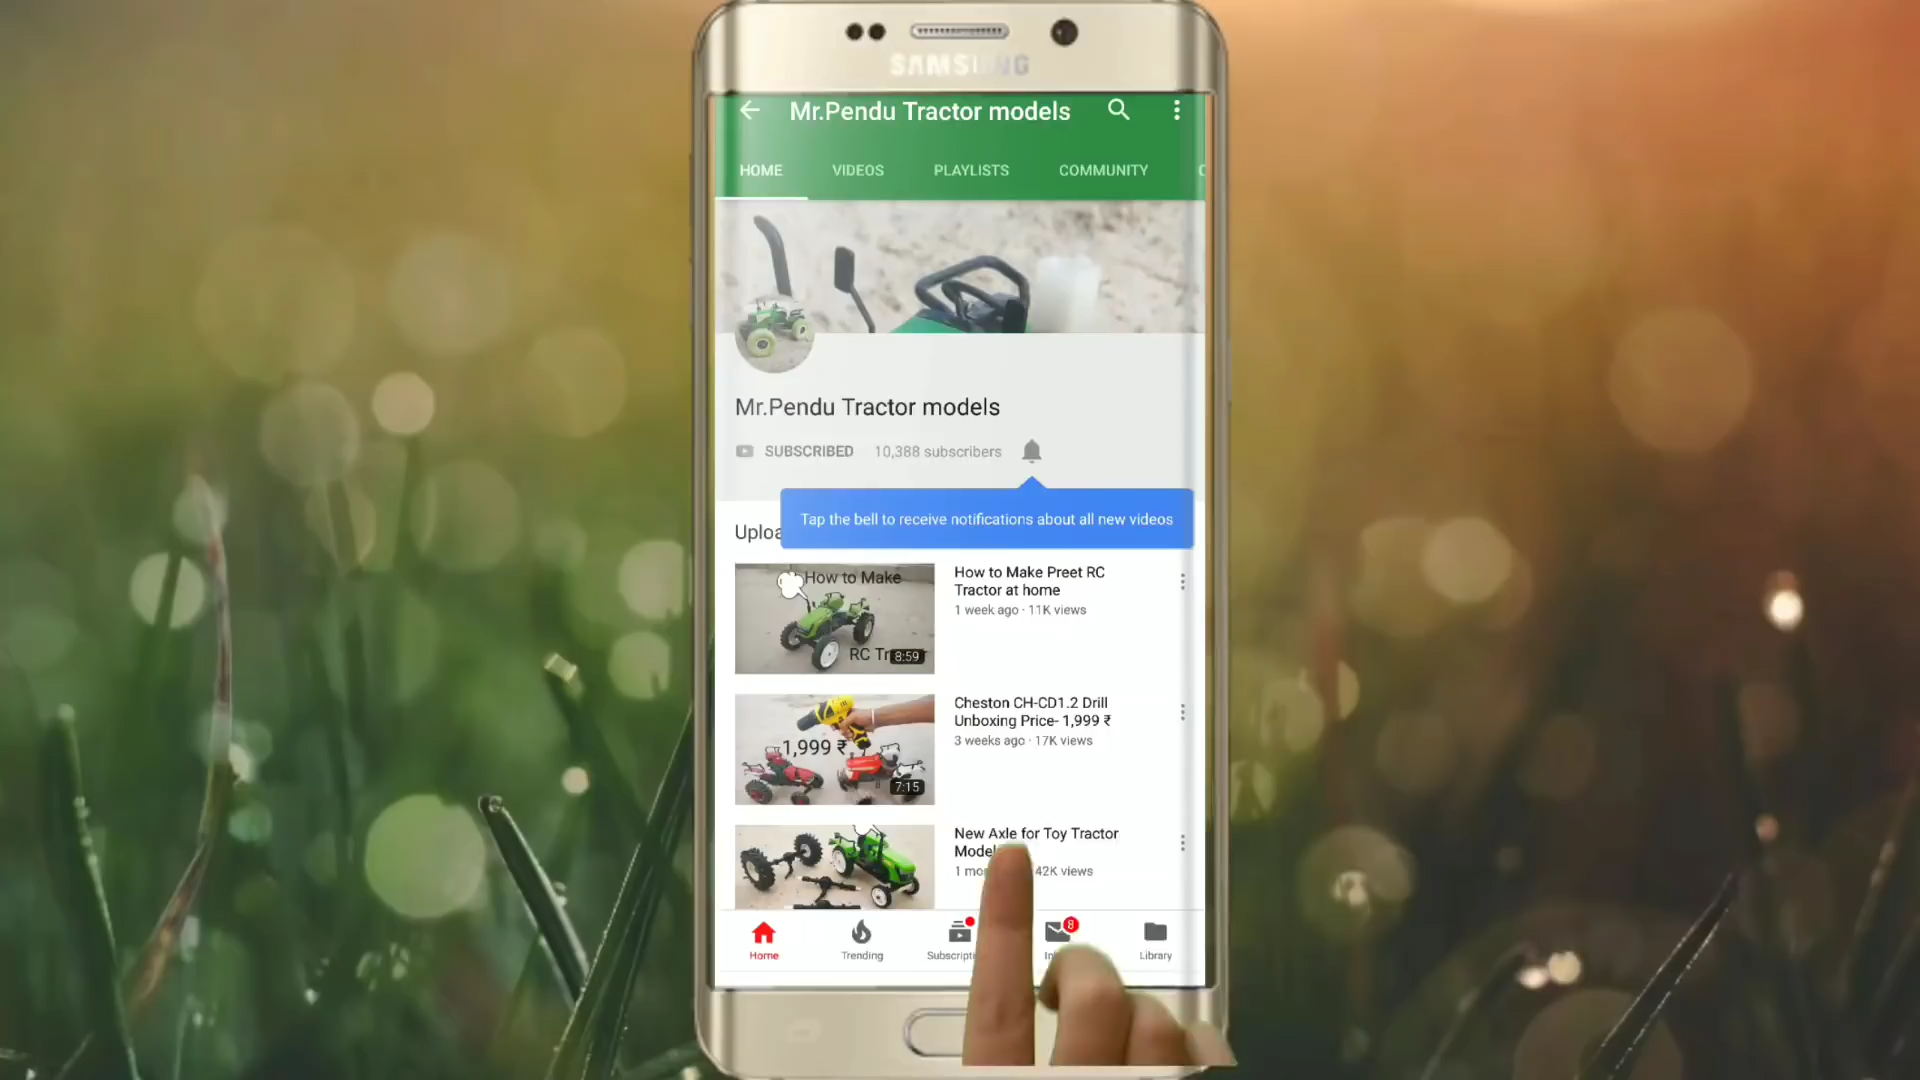 SAMSUNG
Mr.Pendu Tractor models
HOME VIDEOS PLAYLISTS COMMUNITY
Mr.Pendu Tractor models
SUBSCRIBED 10,388 subscribers
Tap the bell to receive notifications about all new videos
How to Make
RC
8:59
How to Make Preet RC
Tractor at home
1 week ago · 11K views
1,999 ₹
7:15
Cheston CH-CD1.2 Drill
Unboxing Price- 1,999 ₹
3 weeks ago · 17K views
New Axle for Toy Tractor
42K views
8
Home Trending Library